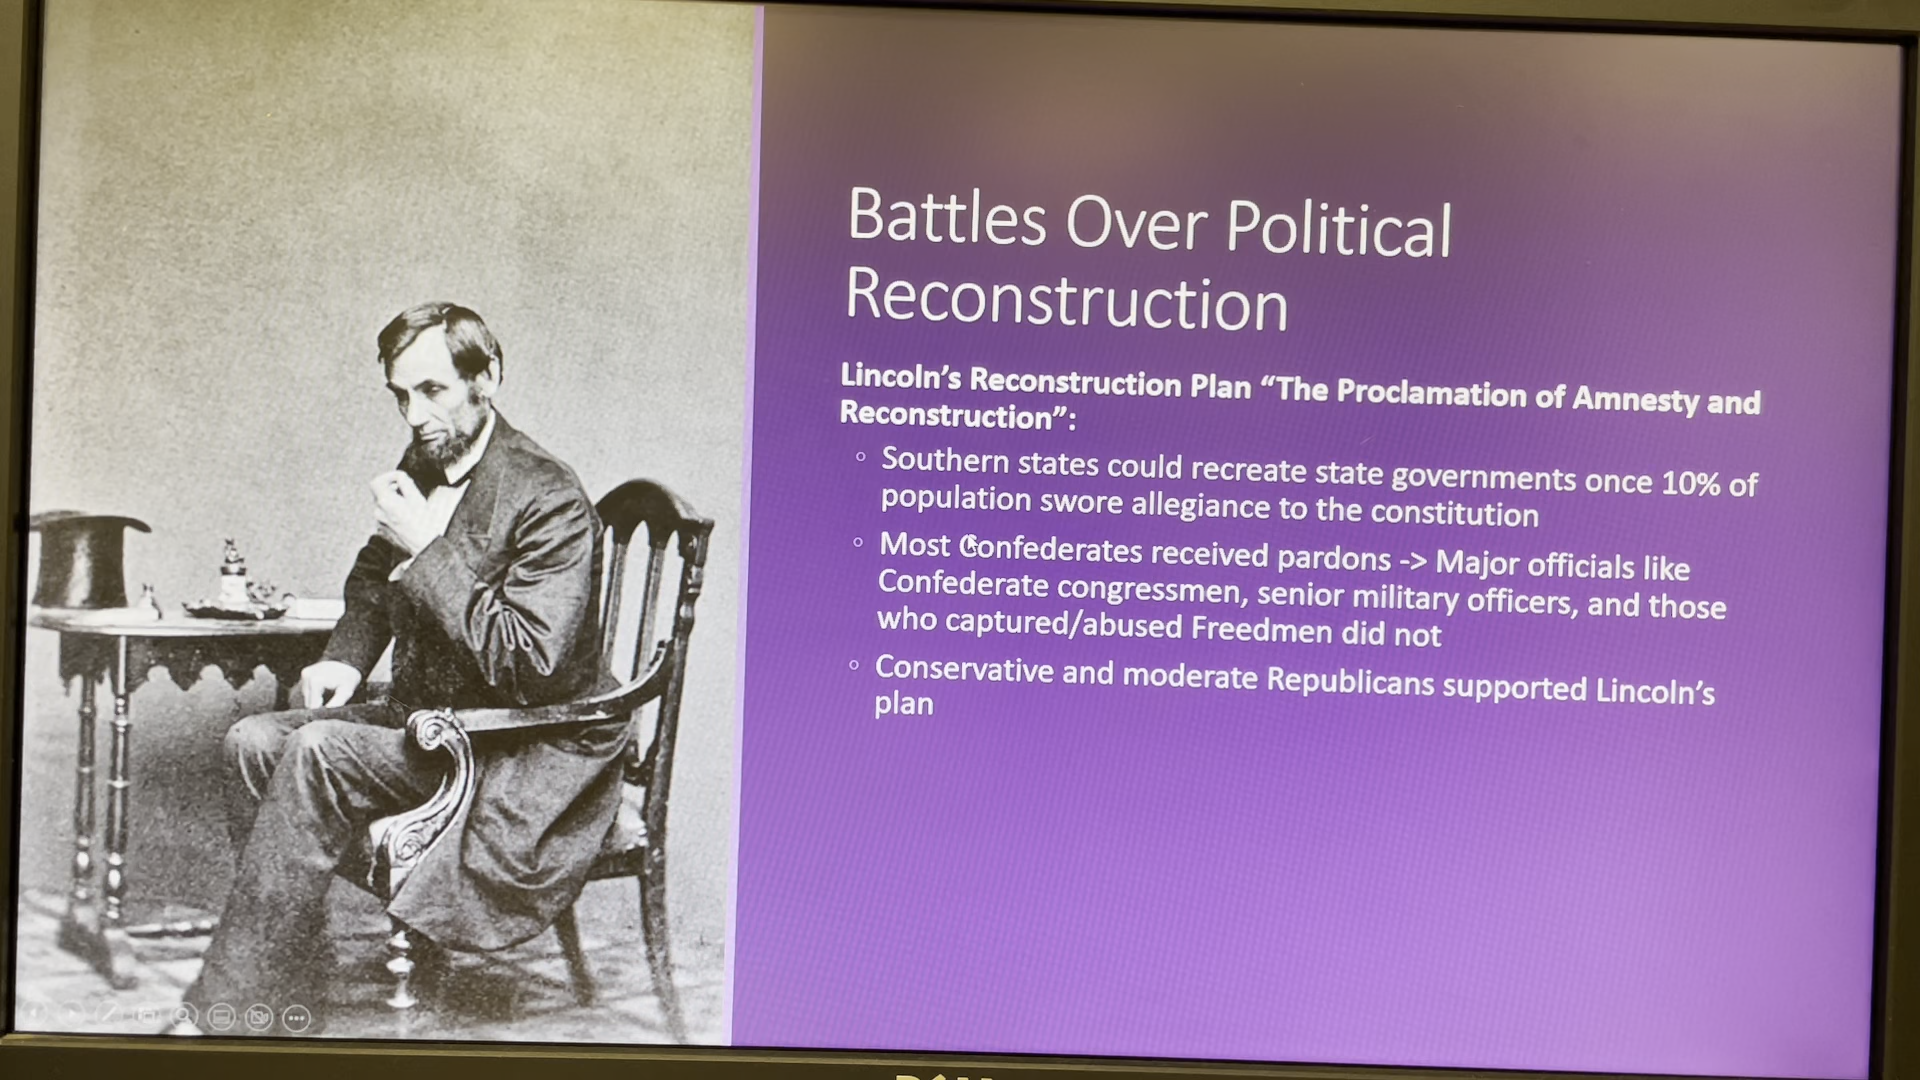 Battles Over Political
Reconstruction
Lincoln’s Reconstruction Plan “The Proclamation of Amnesty and
Reconstruction”:
◦ Southern states could recreate state governments once 10% of
population swore allegiance to the constitution
◦ Most Confederates received pardons -> Major officials like
Confederate congressmen, senior military officers, and those
who captured/abused Freedmen did not
◦ Conservative and moderate Republicans supported Lincoln’s
plan